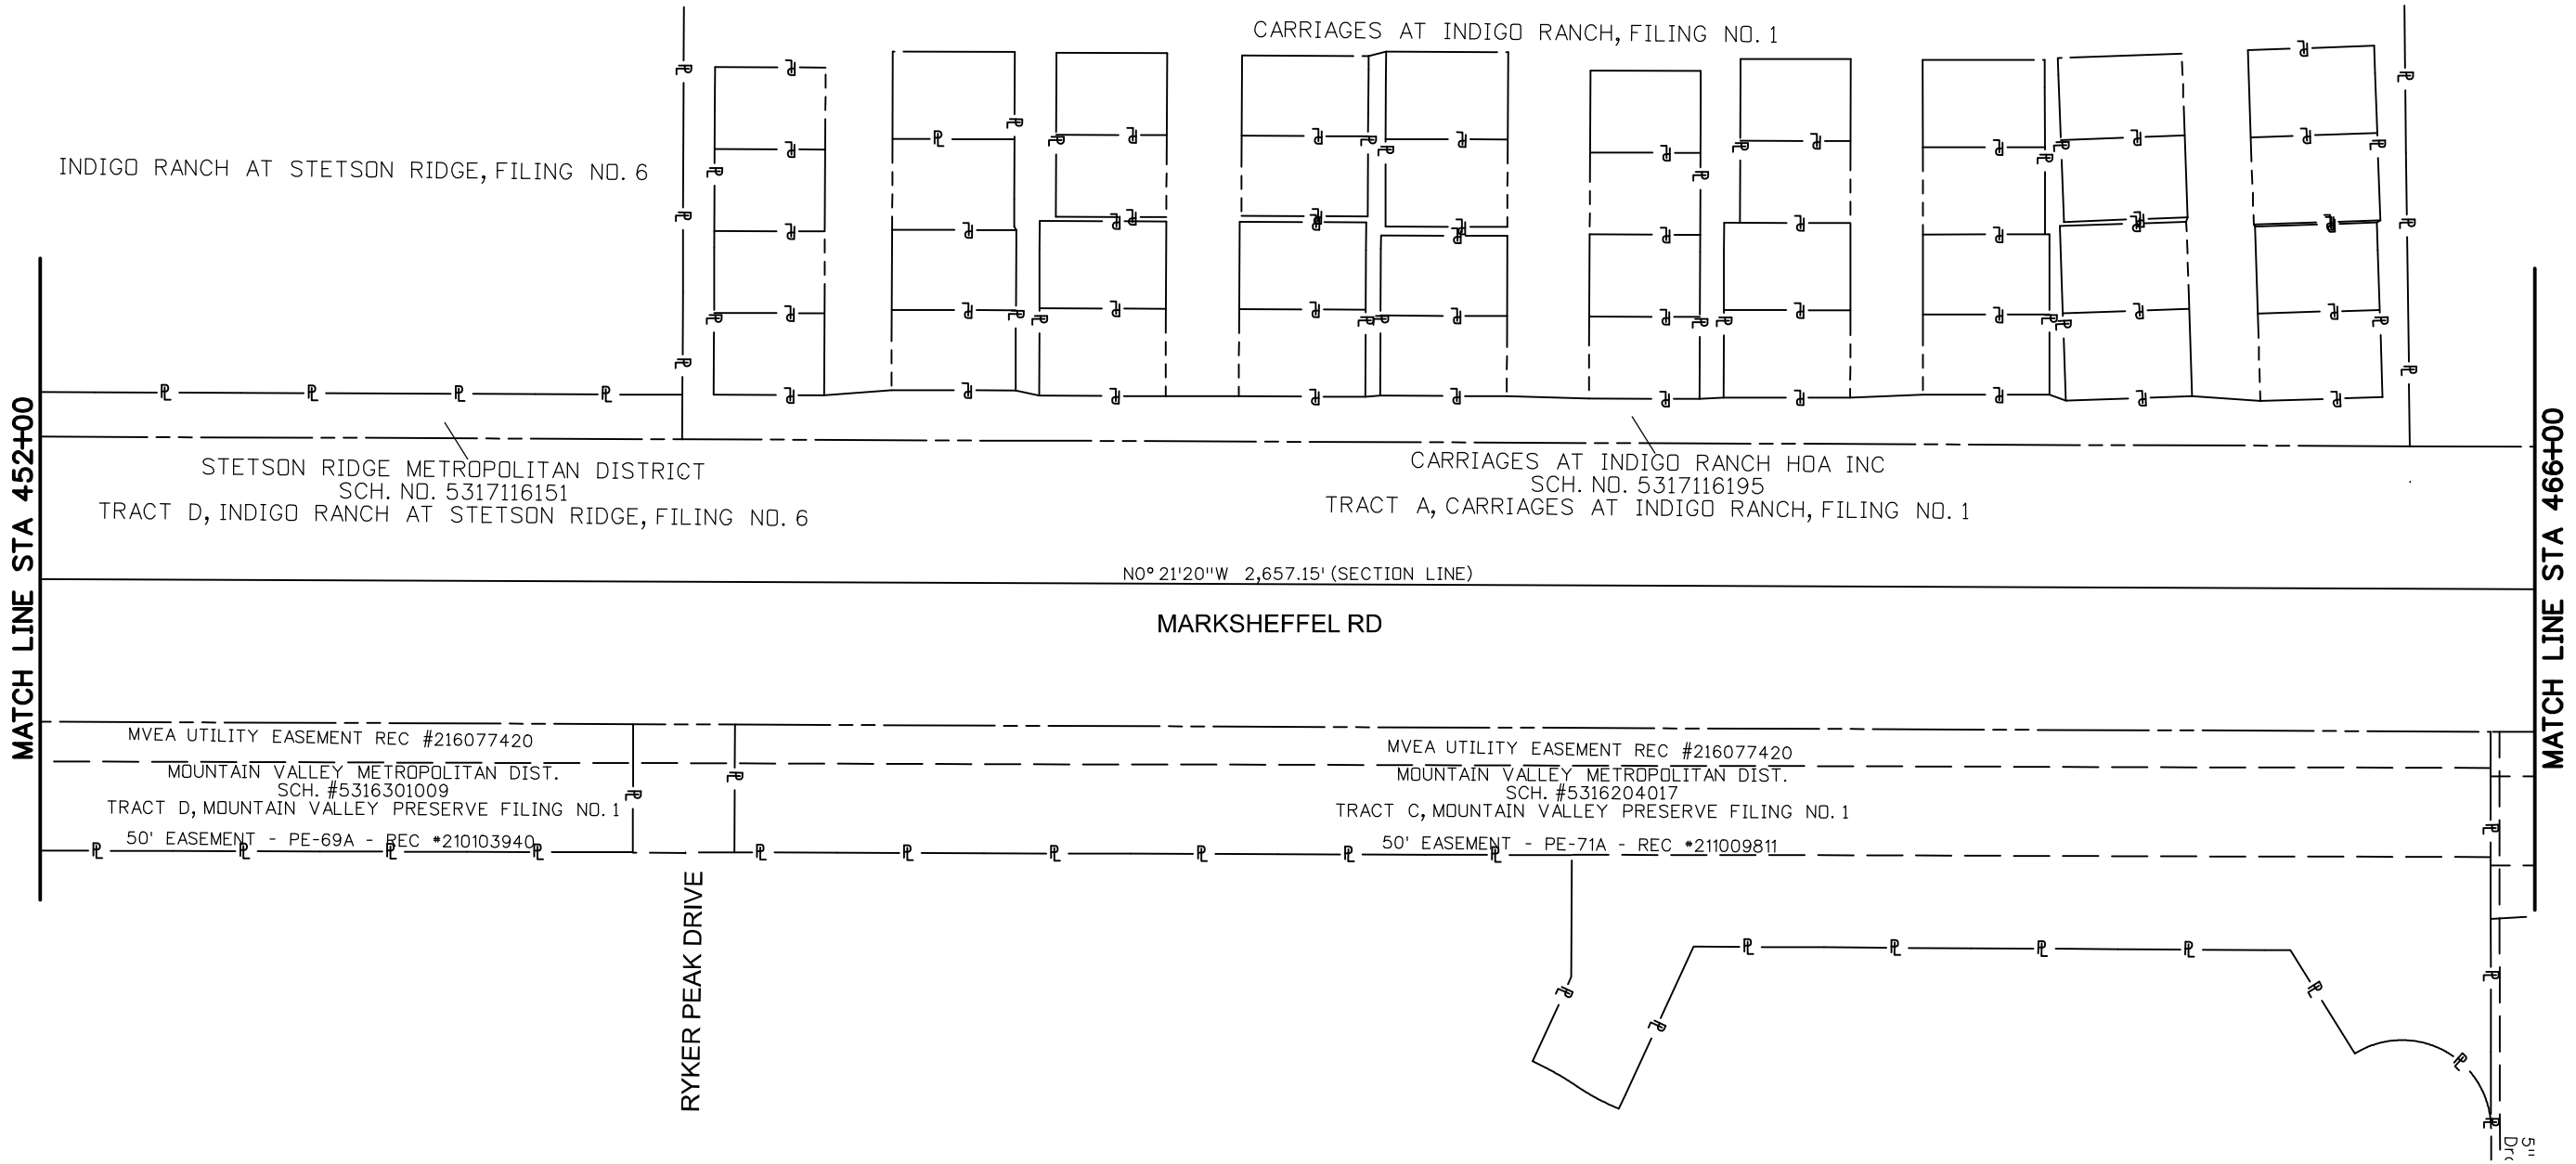 CARRIAGES AT INDIGO RANCH, FILING NO. 1
INDIGO RANCH AT STETSON RIDGE, FILING NO. 6
MATCH LINE STA 452+00
STETSON RIDGE METROPOLITAN DISTRICT
SCH. NO. 5317116151
TRACT D, INDIGO RANCH AT STETSON RIDGE, FILING NO. 6
CARRIAGES AT INDIGO RANCH HOA INC
SCH. NO. 5317116195
TRACT A, CARRIAGES AT INDIGO RANCH, FILING NO. 1
MATCH LINE STA 466+00
N0° 21'20"W 2,657.15' (SECTION LINE)
MARKSHEFFEL RD
MVEA UTILITY EASEMENT REC #216077420
MOUNTAIN VALLEY METROPOLITAN DIST.
SCH. #5316301009
TRACT D, MOUNTAIN VALLEY PRESERVE FILING NO. 1
50' EASEMENT - PE-69A - REC *210103940
MVEA UTILITY EASEMENT REC #216077420
MOUNTAIN VALLEY METROPOLITAN DIST.
SCH. #5316204017
TRACT C, MOUNTAIN VALLEY PRESERVE FILING NO. 1
50' EASEMENT - PE-71A - REC *211009811
RYKER PEAK DRIVE